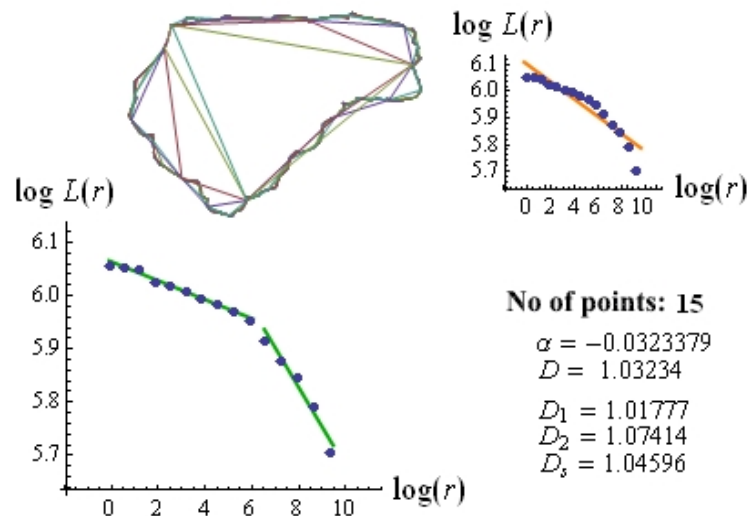 log L(r)
6.1
6.0
5.9
5.8
5.7
0 2 4 6 8 10
log(r)
log L(r)
6.1
6.0
5.9
5.8
5.7
0 2 4 6 8 10
log(r)
No of points: 15
α = −0.0323379
D = 1.03234
D₁ = 1.01777
D₂ = 1.07414
Dₛ = 1.04596